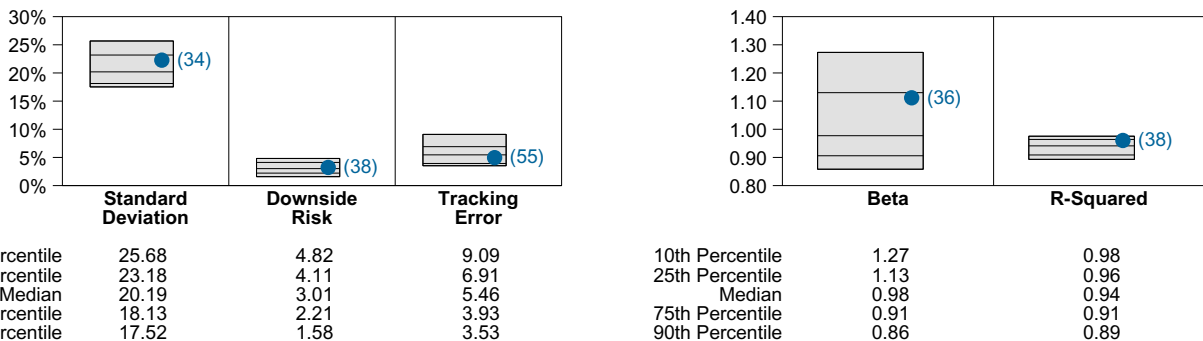 30%
25%
20%
15%
10%
5%
0%
(34)
(38)
(55)
Standard
Deviation
Downside
Risk
Tracking
Error
rcentile 25.68 4.82 9.09
rcentile 23.18 4.11 6.91
Median 20.19 3.01 5.46
rcentile 18.13 2.21 3.93
rcentile 17.52 1.58 3.53
1.40
1.30
1.20
1.10
1.00
0.90
0.80
(36)
(38)
Beta R-Squared
10th Percentile 1.27 0.98
25th Percentile 1.13 0.96
Median 0.98 0.94
75th Percentile 0.91 0.91
90th Percentile 0.86 0.89